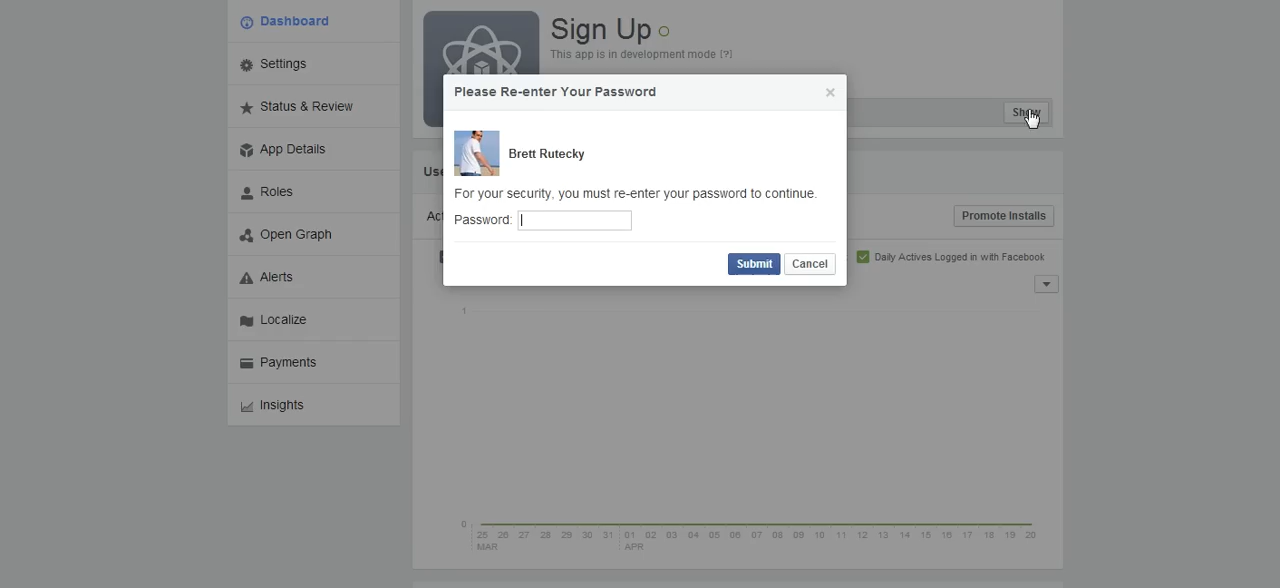 Dashboard
Settings
Status & Review
App Details
Roles
Open Graph
Alerts
Localize
Payments
Insights
Sign Up
This app is in development mode [?]
Show
Please Re-enter Your Password
Brett Rutecky
For your security, you must re-enter your password to continue.
Password:
Submit Cancel
Promote Installs
Daily Actives Logged in with Facebook
1
0
25 26 27 28 29 30 31 01 02 03 04 05 06 07 08 09 10 11 12 13 14 15 16 17 18 19 20
MAR APR